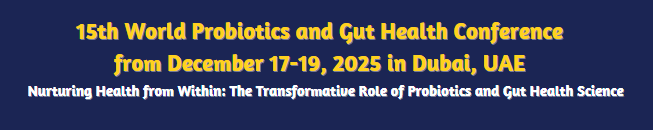 15th World Probiotics and Gut Health Conference
from December 17-19, 2025 in Dubai, UAE
Nurturing Health from Within: The Transformative Role of Probiotics and Gut Health Science